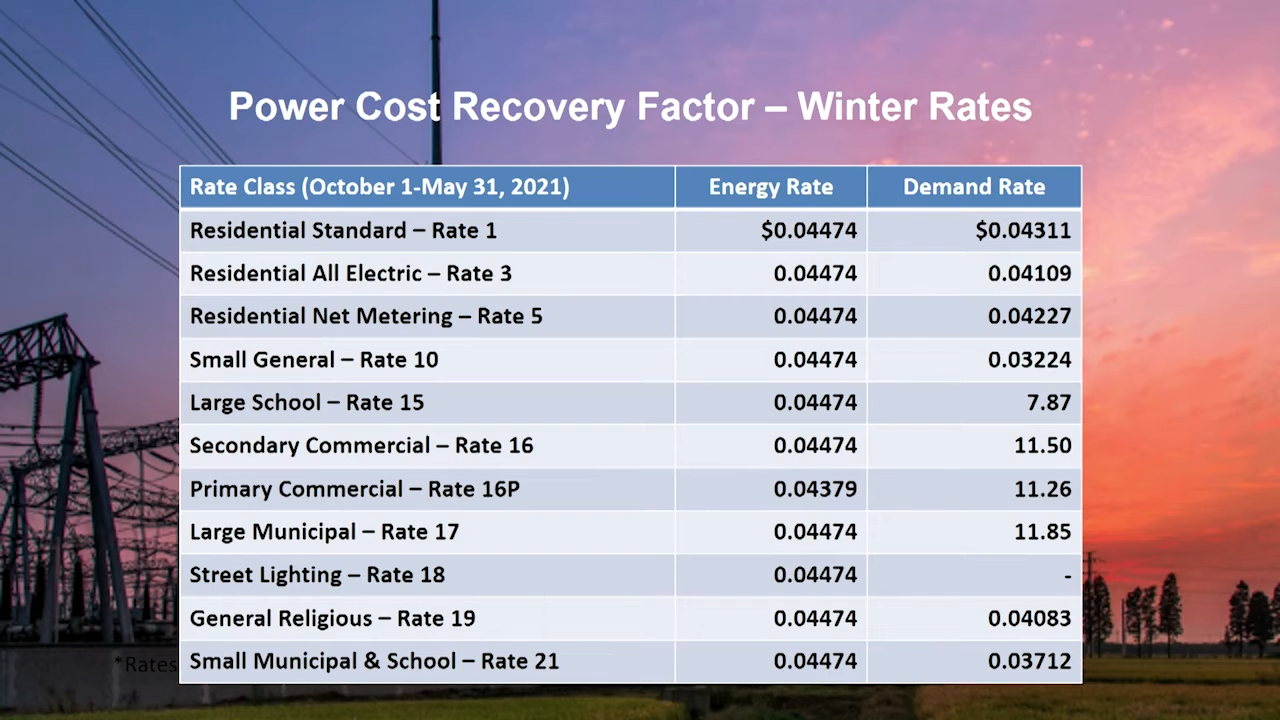 Power Cost Recovery Factor – Winter Rates
Rate Class (October 1-May 31, 2021) Energy Rate Demand Rate
Residential Standard – Rate 1 $0.04474 $0.04311
Residential All Electric – Rate 3 0.04474 0.04109
Residential Net Metering – Rate 5 0.04474 0.04227
Small General – Rate 10 0.04474 0.03224
Large School – Rate 15 0.04474 7.87
Secondary Commercial – Rate 16 0.04474 11.50
Primary Commercial – Rate 16P 0.04379 11.26
Large Municipal – Rate 17 0.04474 11.85
Street Lighting – Rate 18 0.04474 -
General Religious – Rate 19 0.04474 0.04083
Small Municipal & School – Rate 21 0.04474 0.03712
*Rates